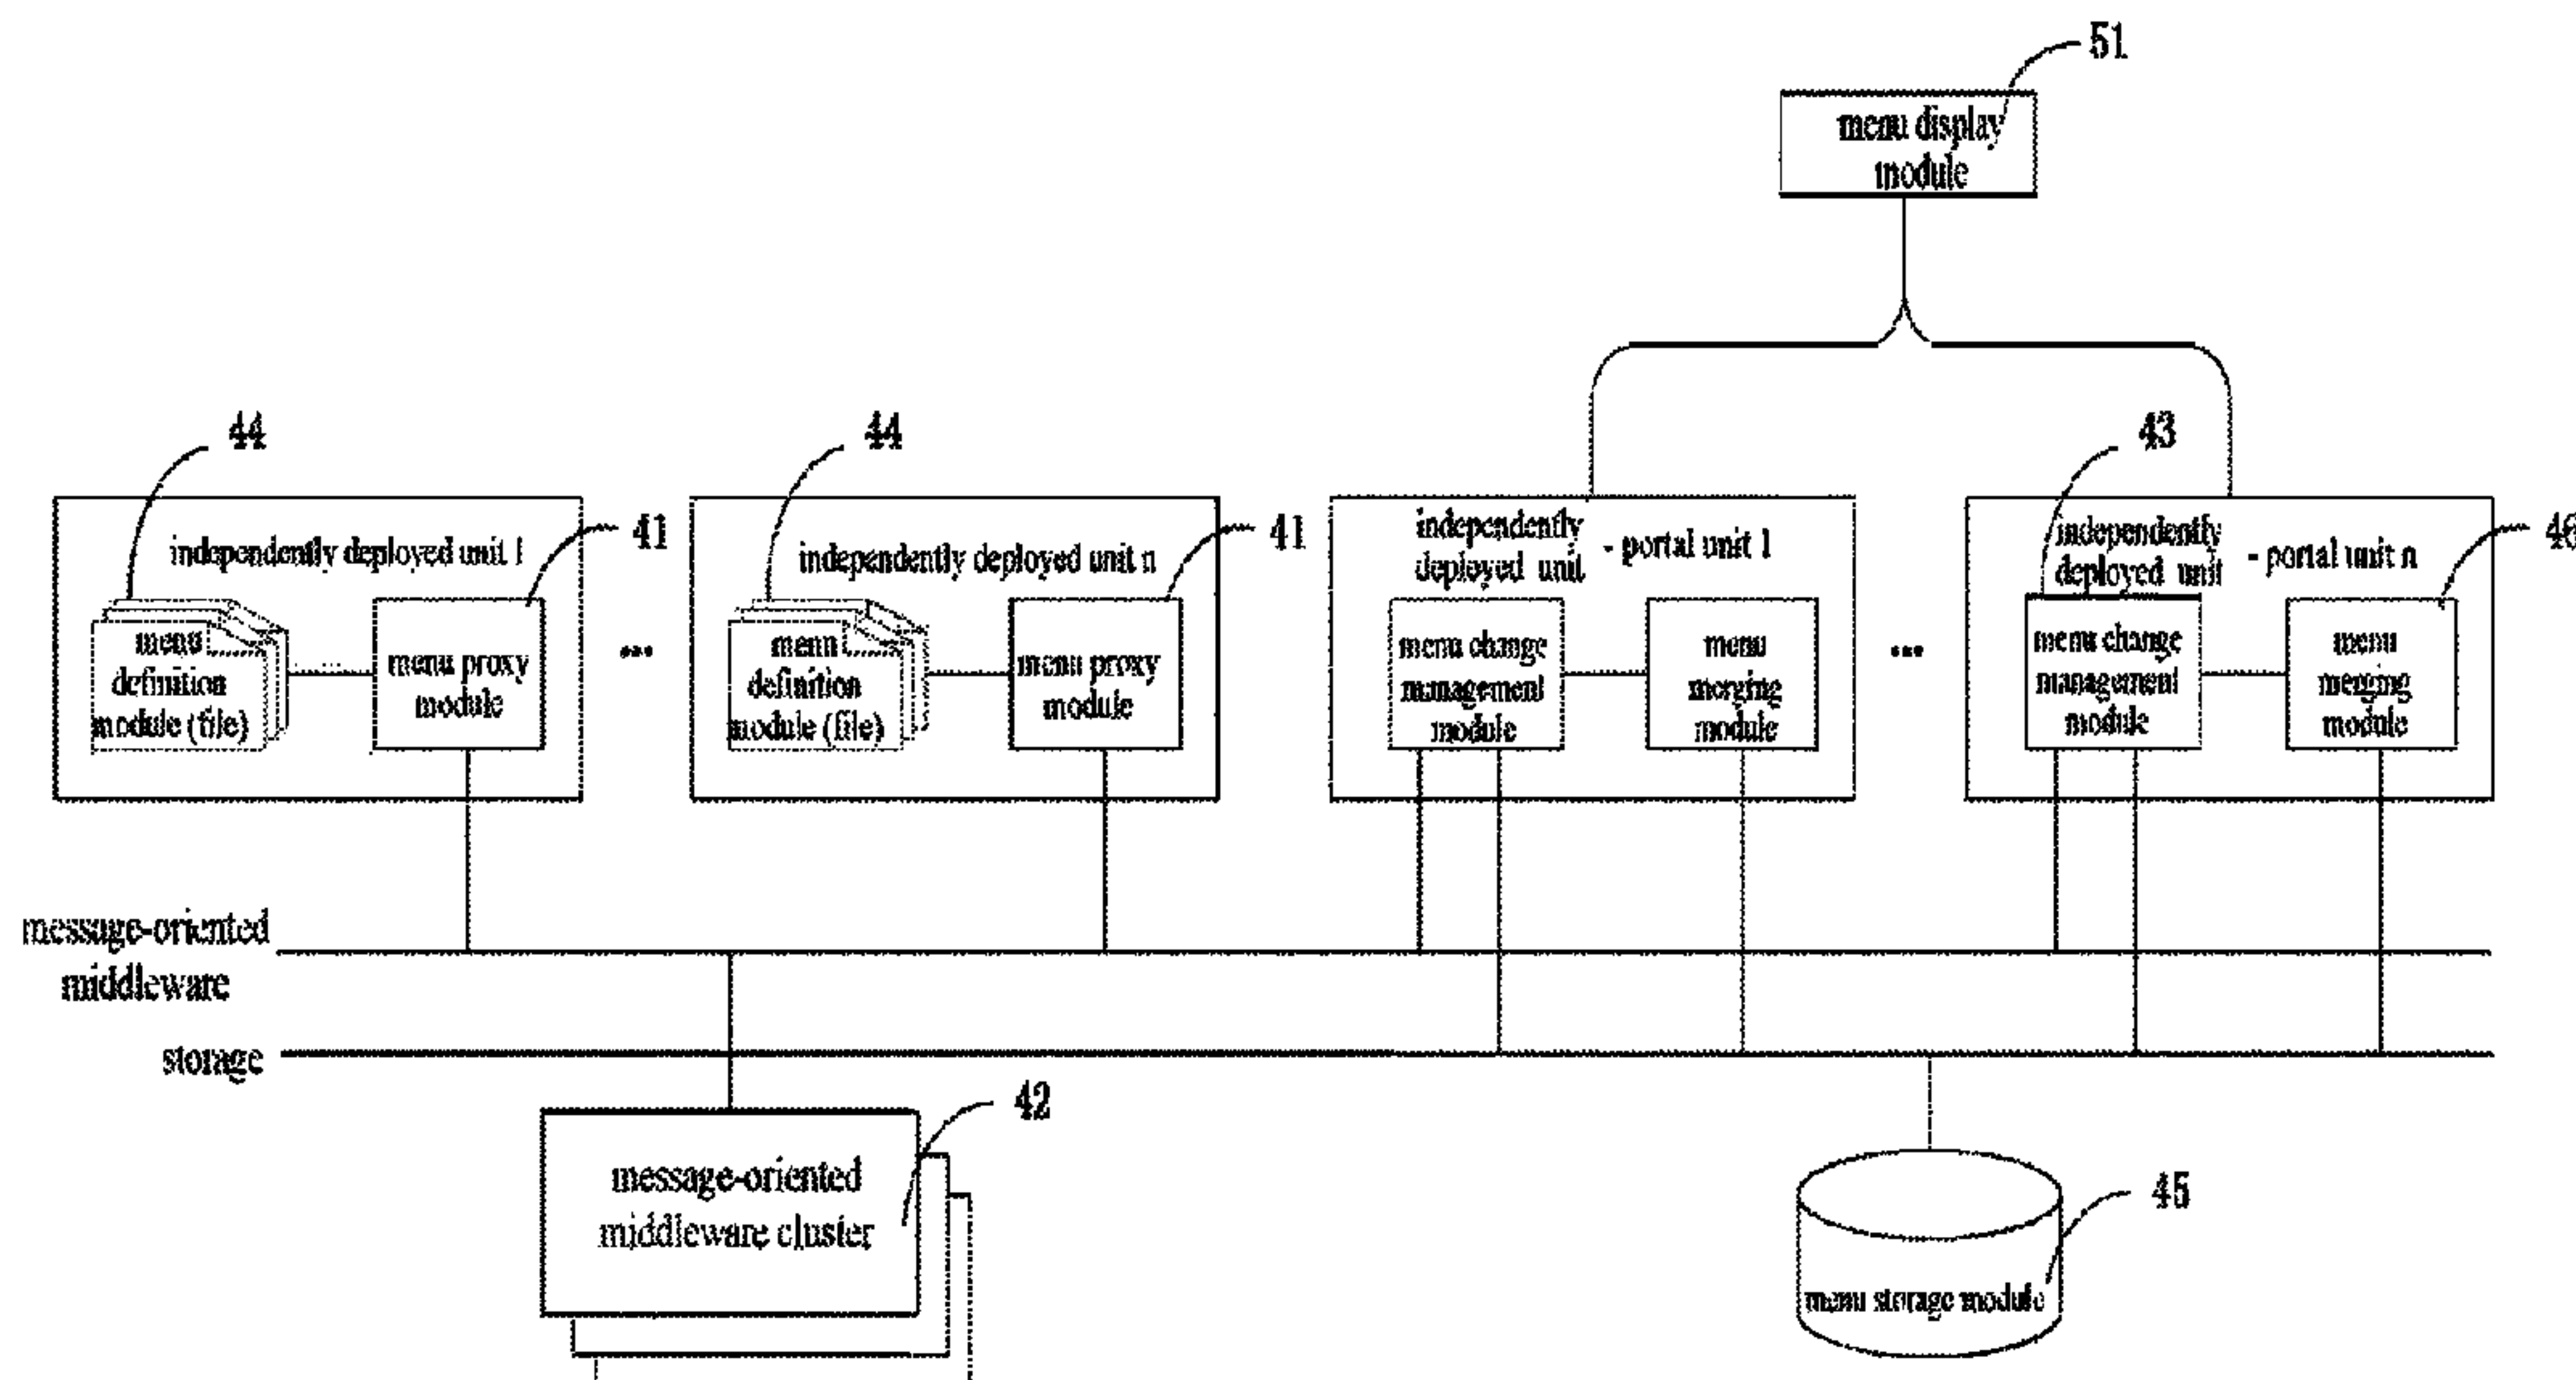 51
menu display
module
44
44
43
independently deployed unit 1
41
independently deployed unit n
41
independently
deployed unit
- portal unit 1
independently
deployed unit
- portal unit n
46
menu
definition
module (file)
menu proxy
module
...
menu
definition
module (file)
menu proxy
module
menu change
management
module
menu
merging
module
...
menu change
management
module
menu
merging
module
message-oriented
middleware
storage
42
message-oriented
middleware cluster
45
menu storage module